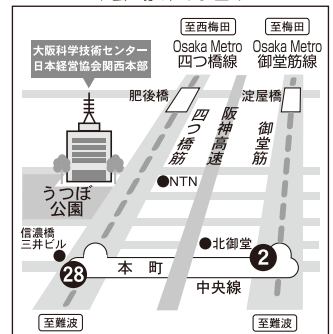 至西梅田
至梅田
Osaka Metro
四つ橋線
Osaka Metro
御堂筋線
大阪科学技術センター
日本経営協会関西本部
肥後橋
淀屋橋
四つ橋筋
阪神高速
御堂筋
うつぼ
公園
●NTN
信濃橋
三井ビル
●北御堂
28
本町
2
中央線
至難波
至難波